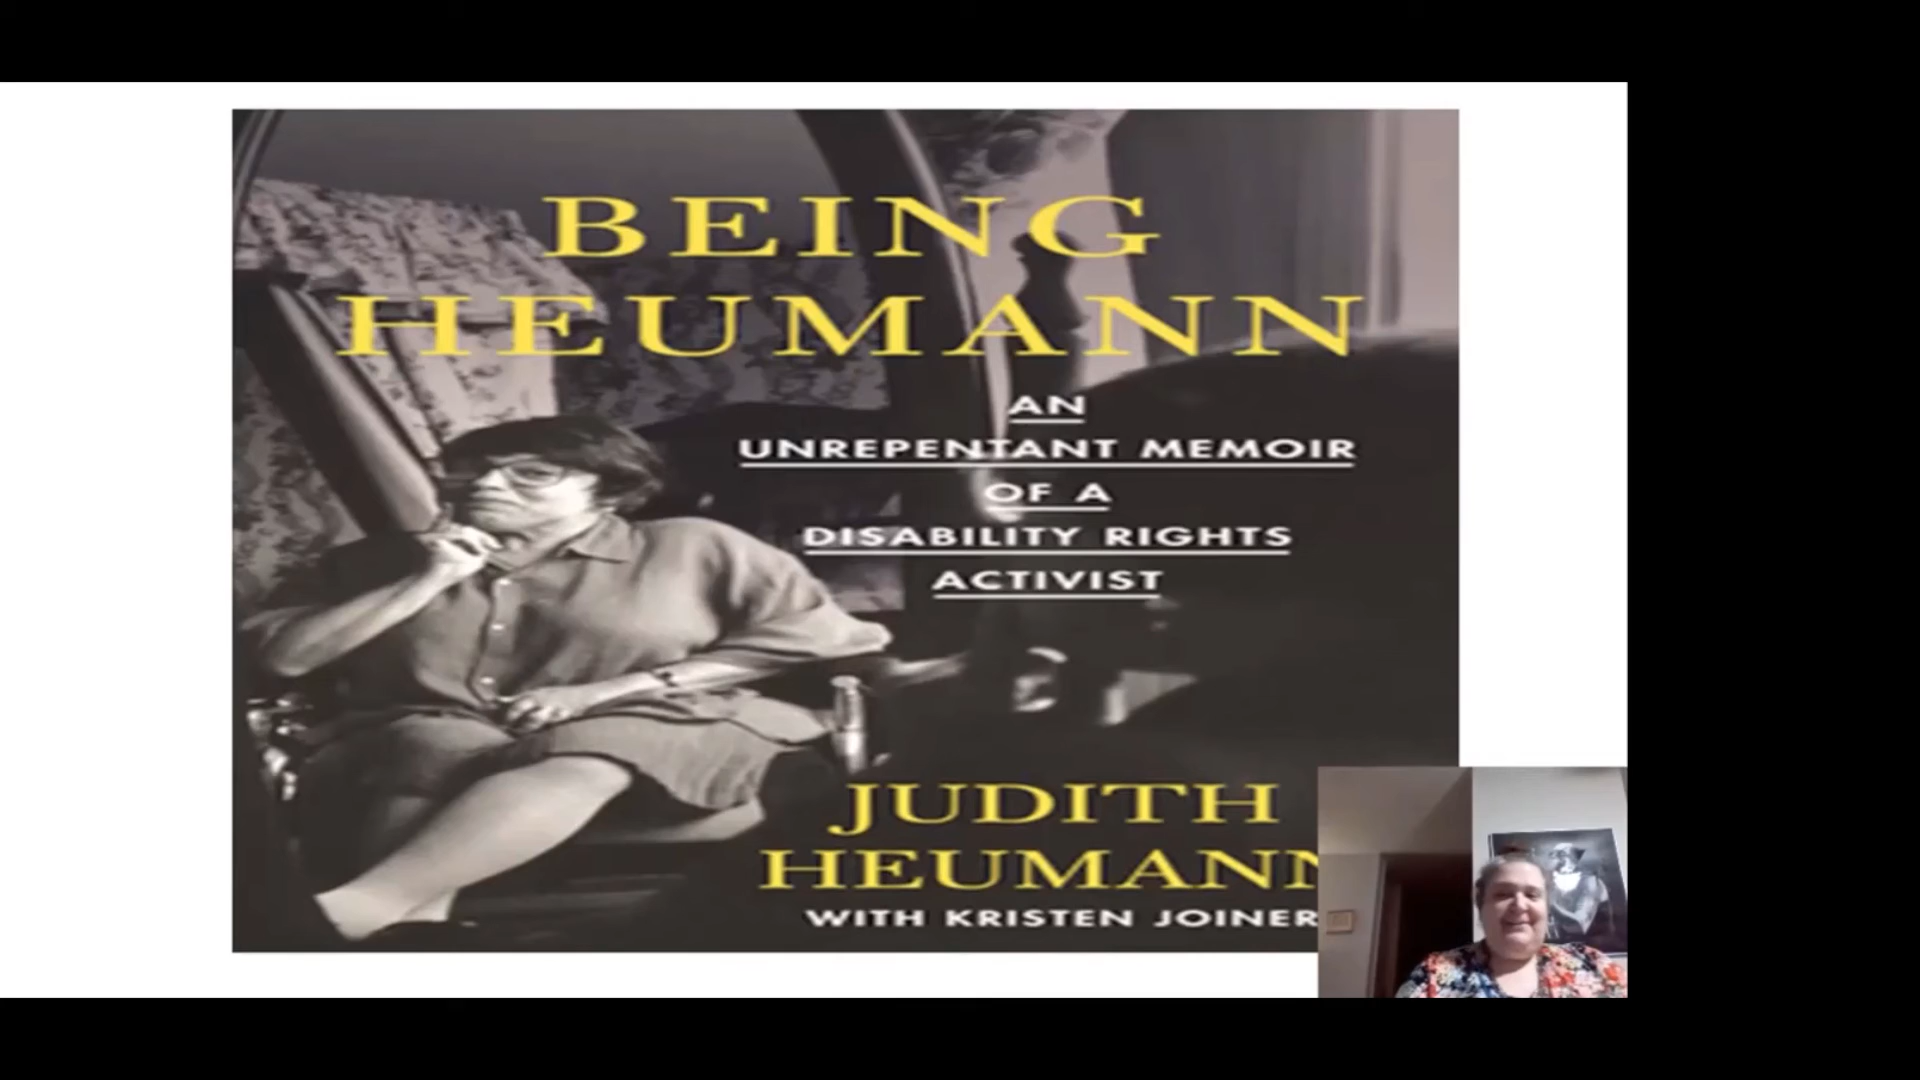 BEING
HEUMANN
AN
UNREPENTANT MEMOIR
OF A
DISABILITY RIGHTS
ACTIVIST
JUDITH
HEUMANN
WITH KRISTEN JOINER